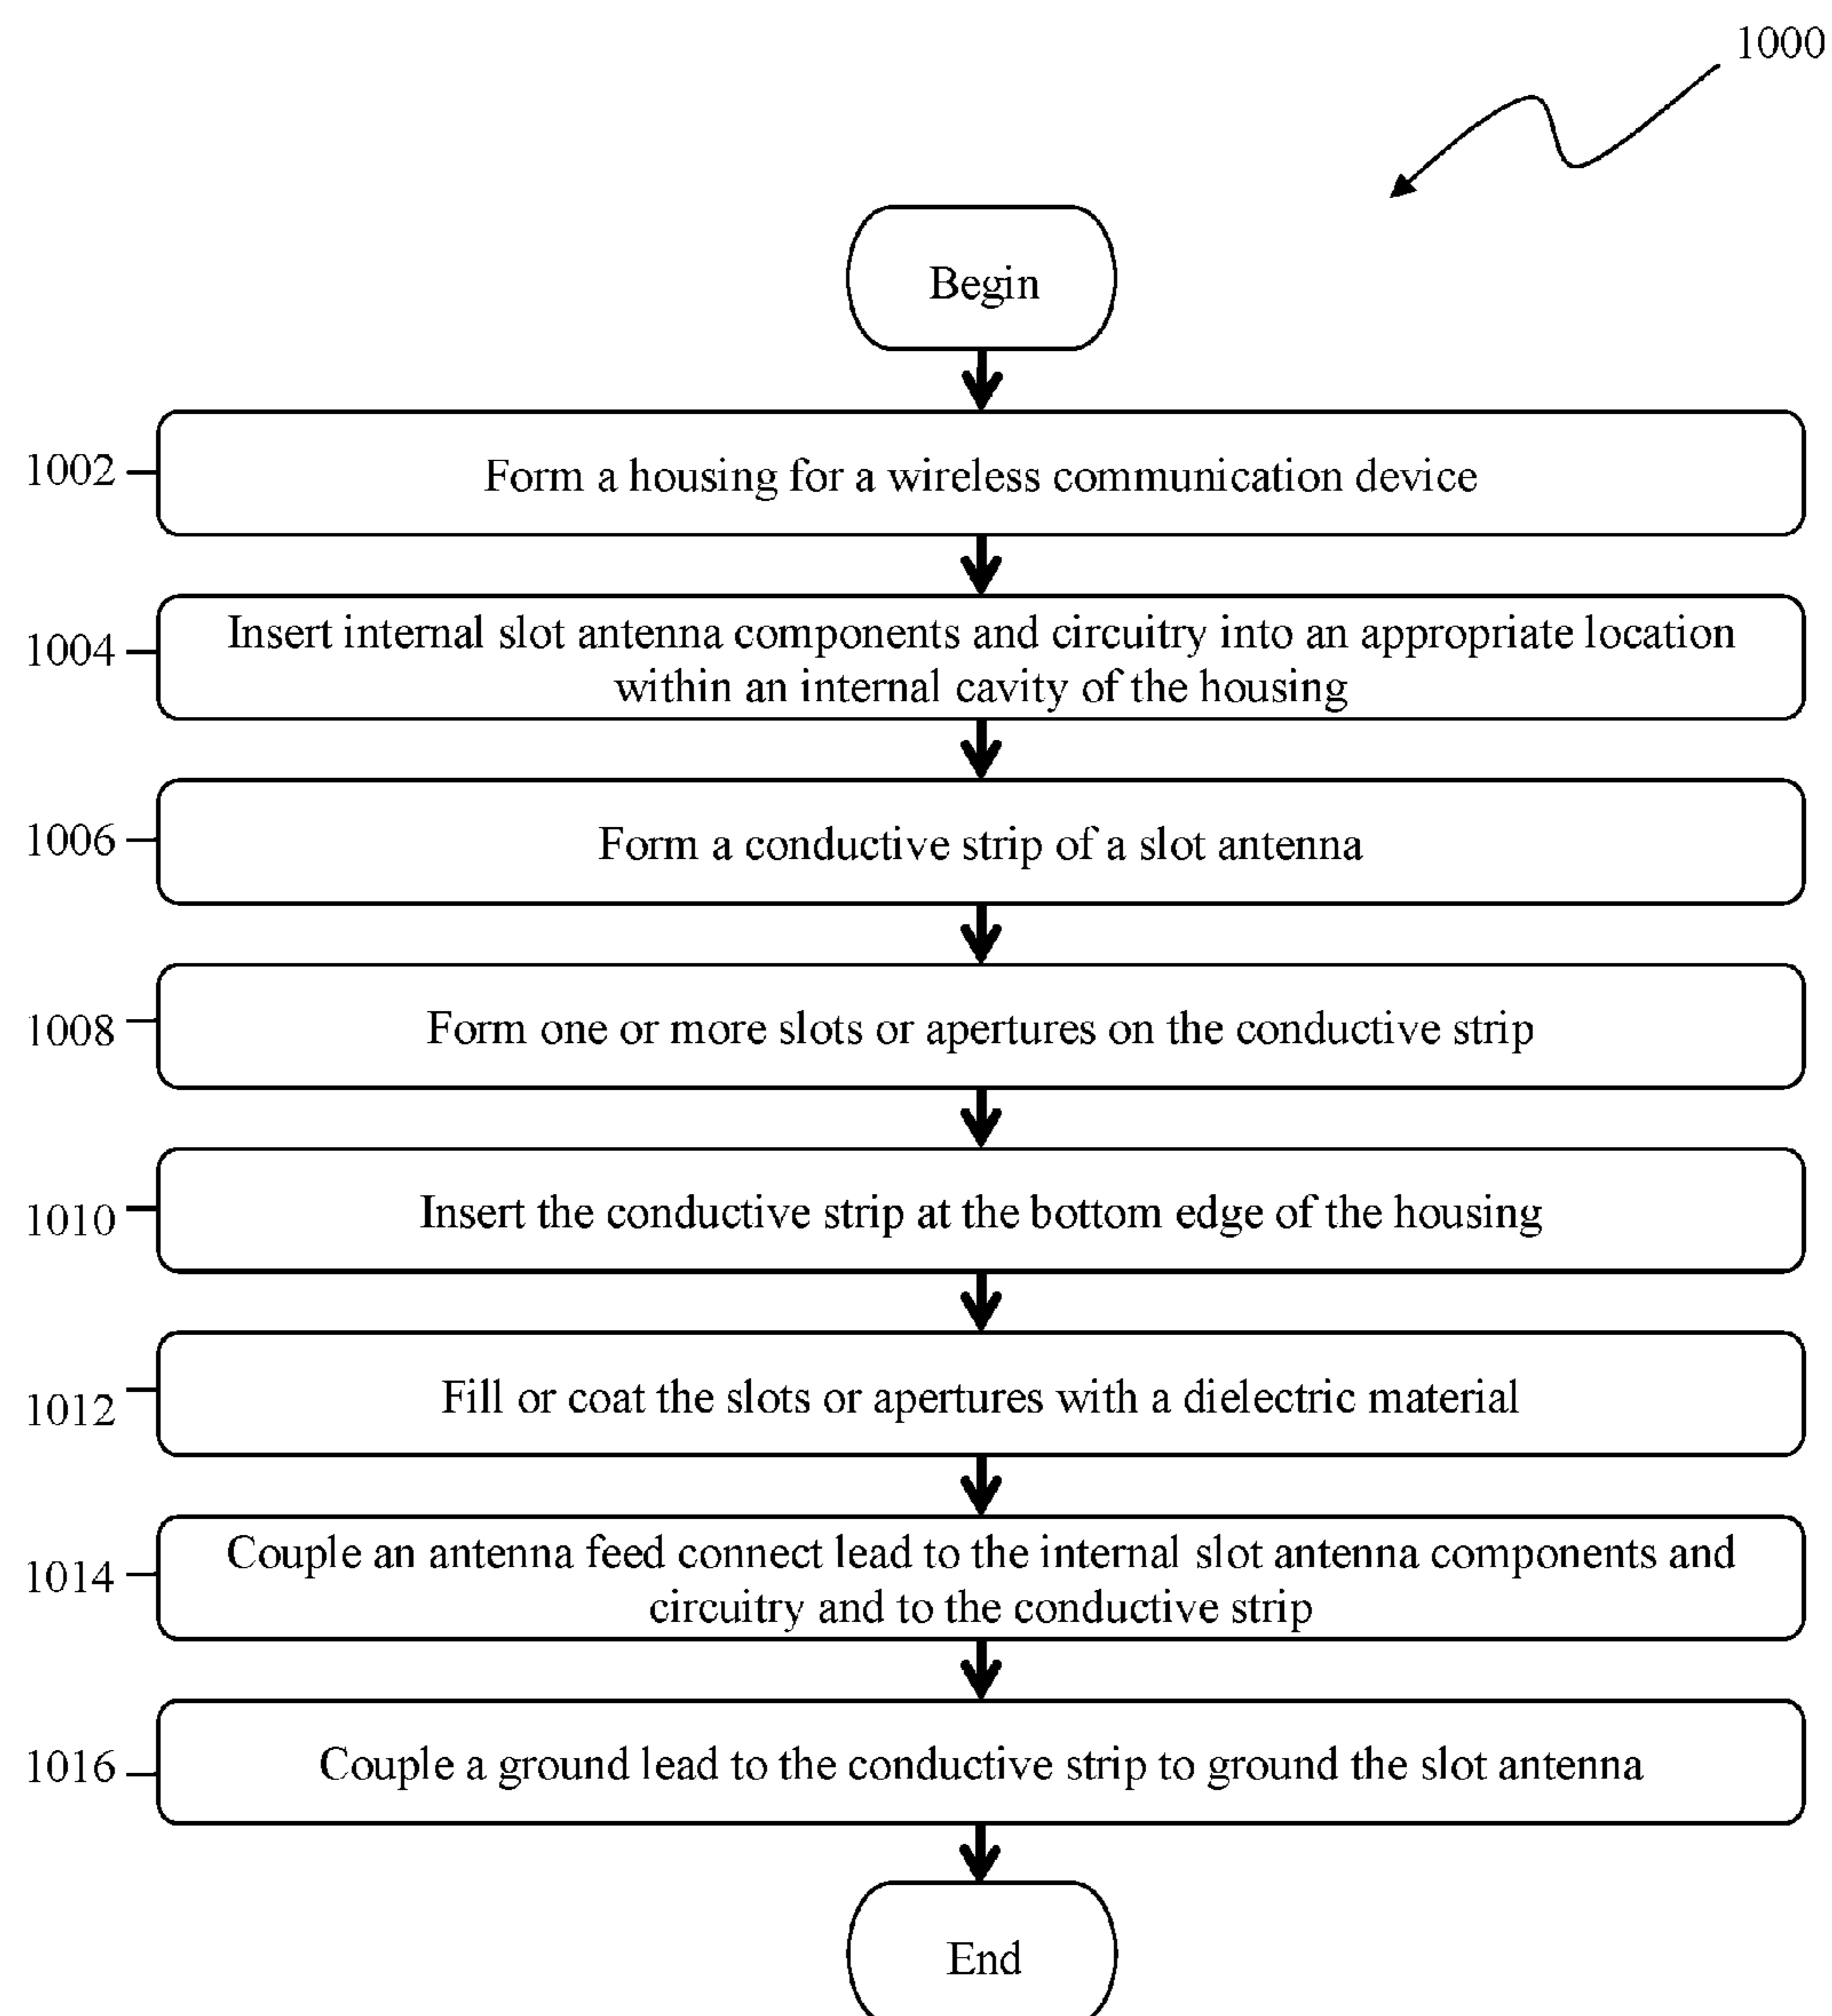 1000
Begin
1002
Form a housing for a wireless communication device
1004
Insert internal slot antenna components and circuitry into an appropriate location
within an internal cavity of the housing
1006
Form a conductive strip of a slot antenna
1008
Form one or more slots or apertures on the conductive strip
1010
Insert the conductive strip at the bottom edge of the housing
1012
Fill or coat the slots or apertures with a dielectric material
1014
Couple an antenna feed connect lead to the internal slot antenna components and
circuitry and to the conductive strip
1016
Couple a ground lead to the conductive strip to ground the slot antenna
End